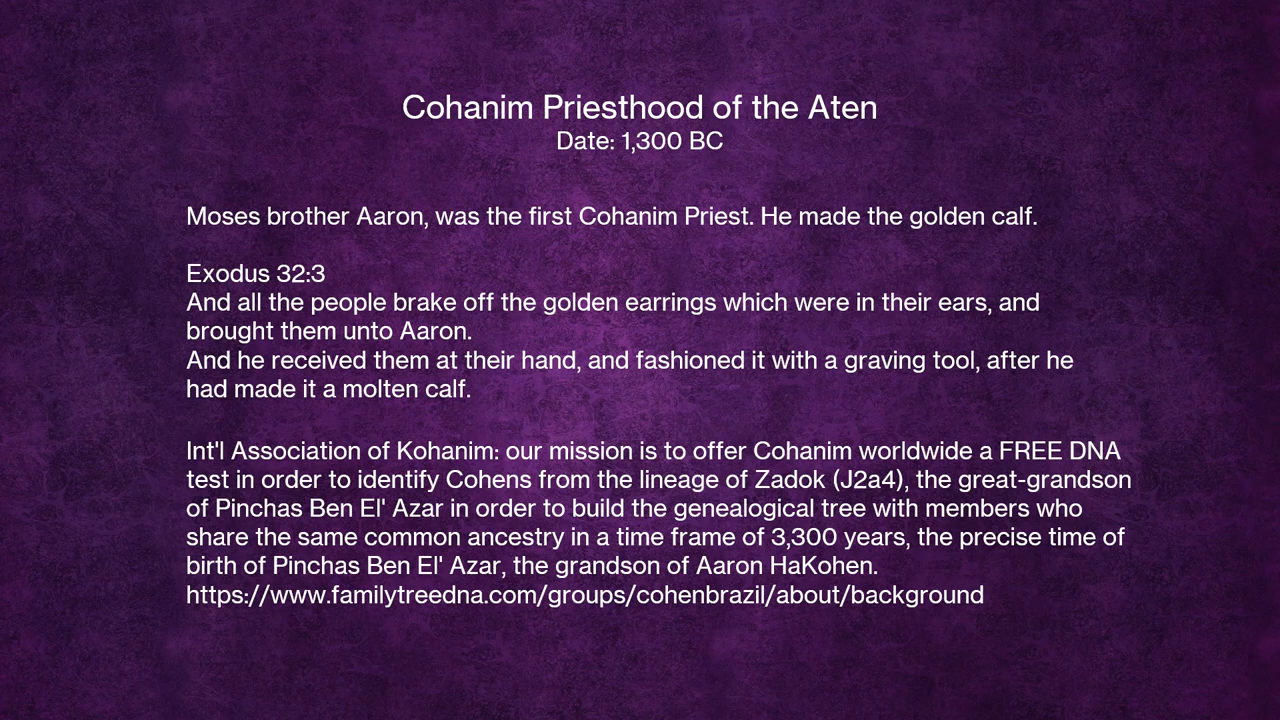 Cohanim Priesthood of the Aten
Date: 1,300 BC
Moses brother Aaron, was the first Cohanim Priest. He made the golden calf.
Exodus 32:3
And all the people brake off the golden earrings which were in their ears, and
brought them unto Aaron.
And he received them at their hand, and fashioned it with a graving tool, after he
had made it a molten calf.
Int'l Association of Kohanim: our mission is to offer Cohanim worldwide a FREE DNA
test in order to identify Cohens from the lineage of Zadok (J2a4), the great-grandson
of Pinchas Ben El' Azar in order to build the genealogical tree with members who
share the same common ancestry in a time frame of 3,300 years, the precise time of
birth of Pinchas Ben El' Azar, the grandson of Aaron HaKohen.
https://www.familytreedna.com/groups/cohenbrazil/about/background